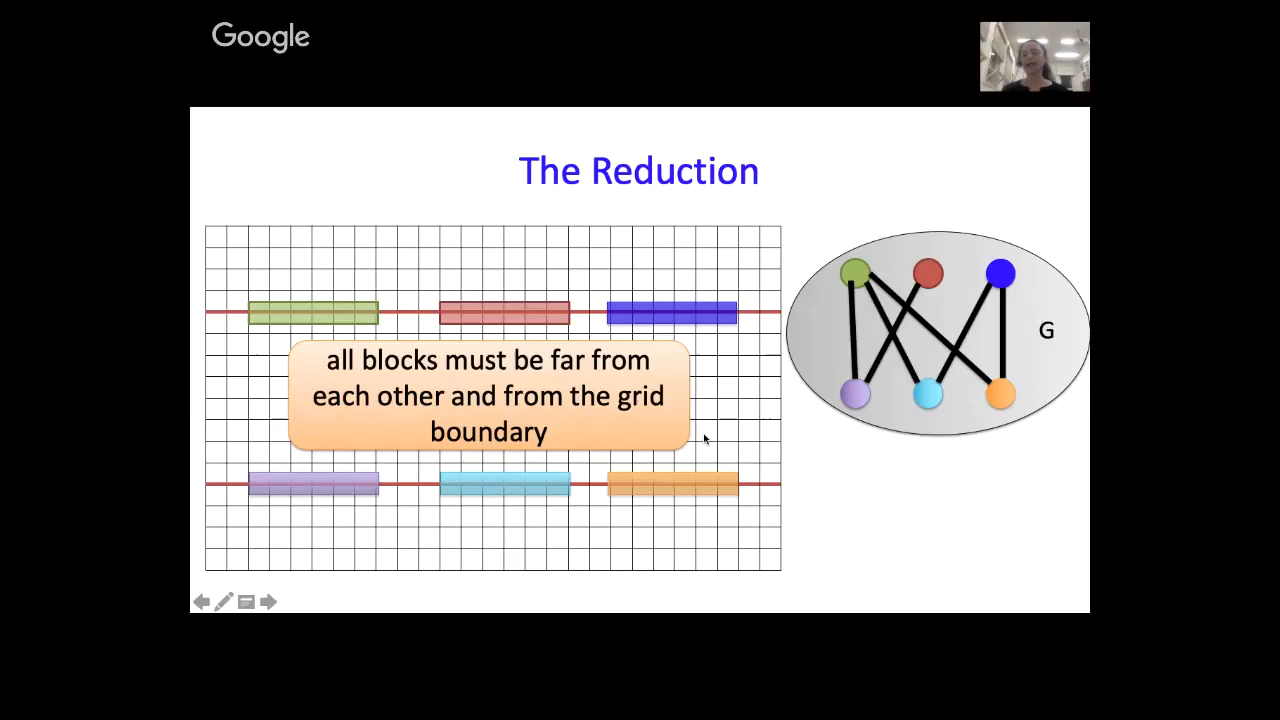 Google
The Reduction
all blocks must be far from
each other and from the grid
boundary
G